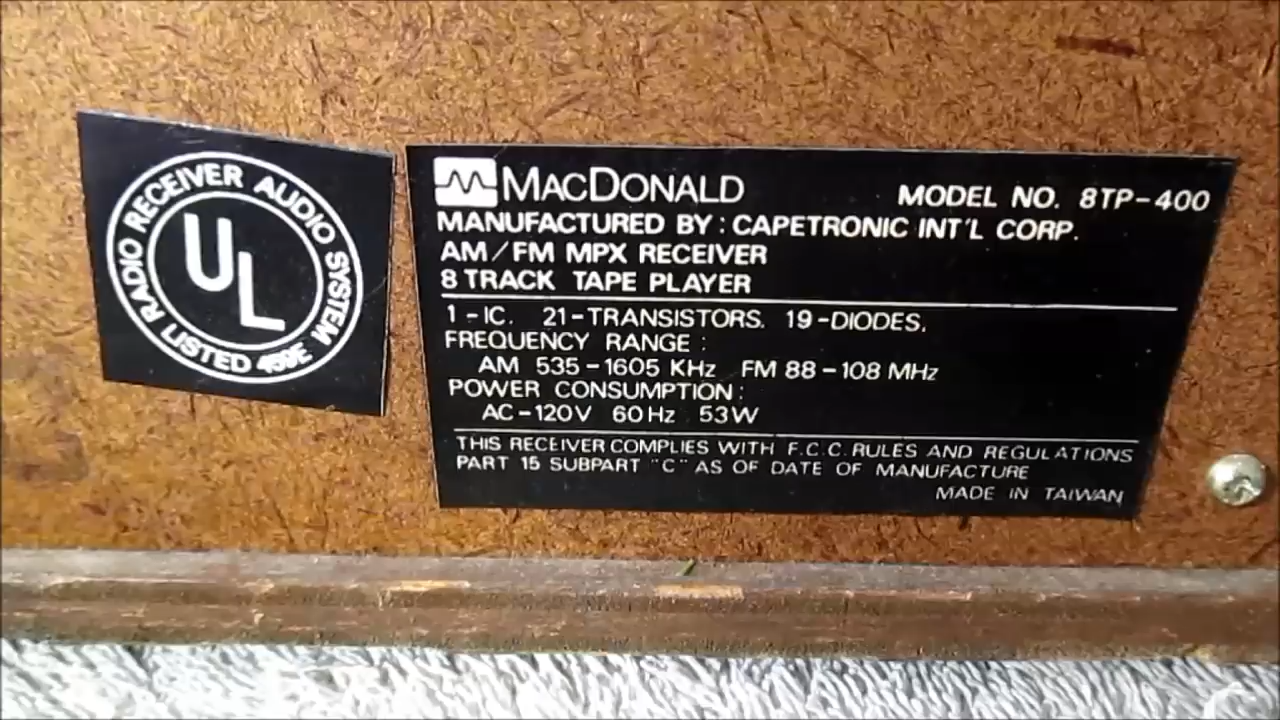 RADIO RECEIVER AUDIO SYSTEM
UL
LISTED 459E
MACDONALD
MODEL NO. 8TP-400
MANUFACTURED BY: CAPETRONIC INT'L CORP.
AM/FM MPX RECEIVER
8 TRACK TAPE PLAYER
1-IC. 21-TRANSISTORS. 19-DIODES,
FREQUENCY RANGE:
AM 535-1605 KHz FM 88-108 MHz
POWER CONSUMPTION:
AC-120V 60Hz 53W
THIS RECEIVER COMPLIES WITH F.C.C. RULES AND REGULATIONS
PART 15 SUBPART "C" AS OF DATE OF MANUFACTURE
MADE IN TAIWAN